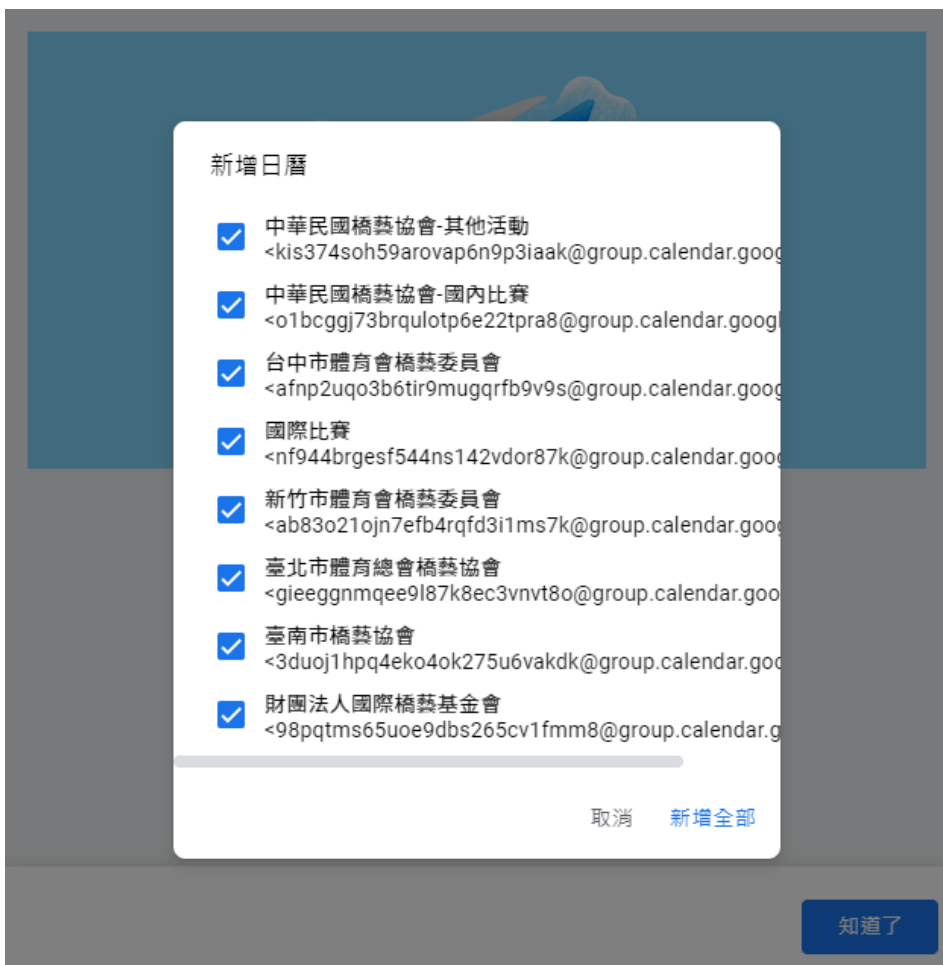 新增日曆
中華民國橋藝協會-其他活動
<kis374soh59arovap6n9p3iaak@group.calendar.goog
中華民國橋藝協會-國內比賽
<o1bcggj73brqulotp6e22tpra8@group.calendar.googl
台中市體育會橋藝委員會
<afnp2uqo3b6tir9mugqrfb9v9s@group.calendar.goog
國際比賽
<nf944brgesf544ns142vdor87k@group.calendar.goog
新竹市體育會橋藝委員會
<ab83o21ojn7efb4rqfd3i1ms7k@group.calendar.goog
臺北市體育總會橋藝協會
<gieeggnmqee9l87k8ec3vnvt8o@group.calendar.goo
臺南市橋藝協會
<3duoj1hpq4eko4ok275u6vakdk@group.calendar.goo
財團法人國際橋藝基金會
<98pqtms65uoe9dbs265cv1fmm8@group.calendar.g
取消 新增全部
知道了